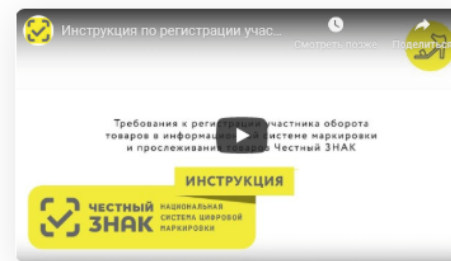 Инструкция по регистрации учас...
Смотреть позже
Поделиться
Требования к регистрации участника оборота
товаров в информационной системе маркировки
и прослеживания товаров Честный ЗНАК
ИНСТРУКЦИЯ
ЧЕСТНЫЙ
ЗНАК
НАЦИОНАЛЬНАЯ
СИСТЕМА ЦИФРОВОЙ
МАРКИРОВКИ